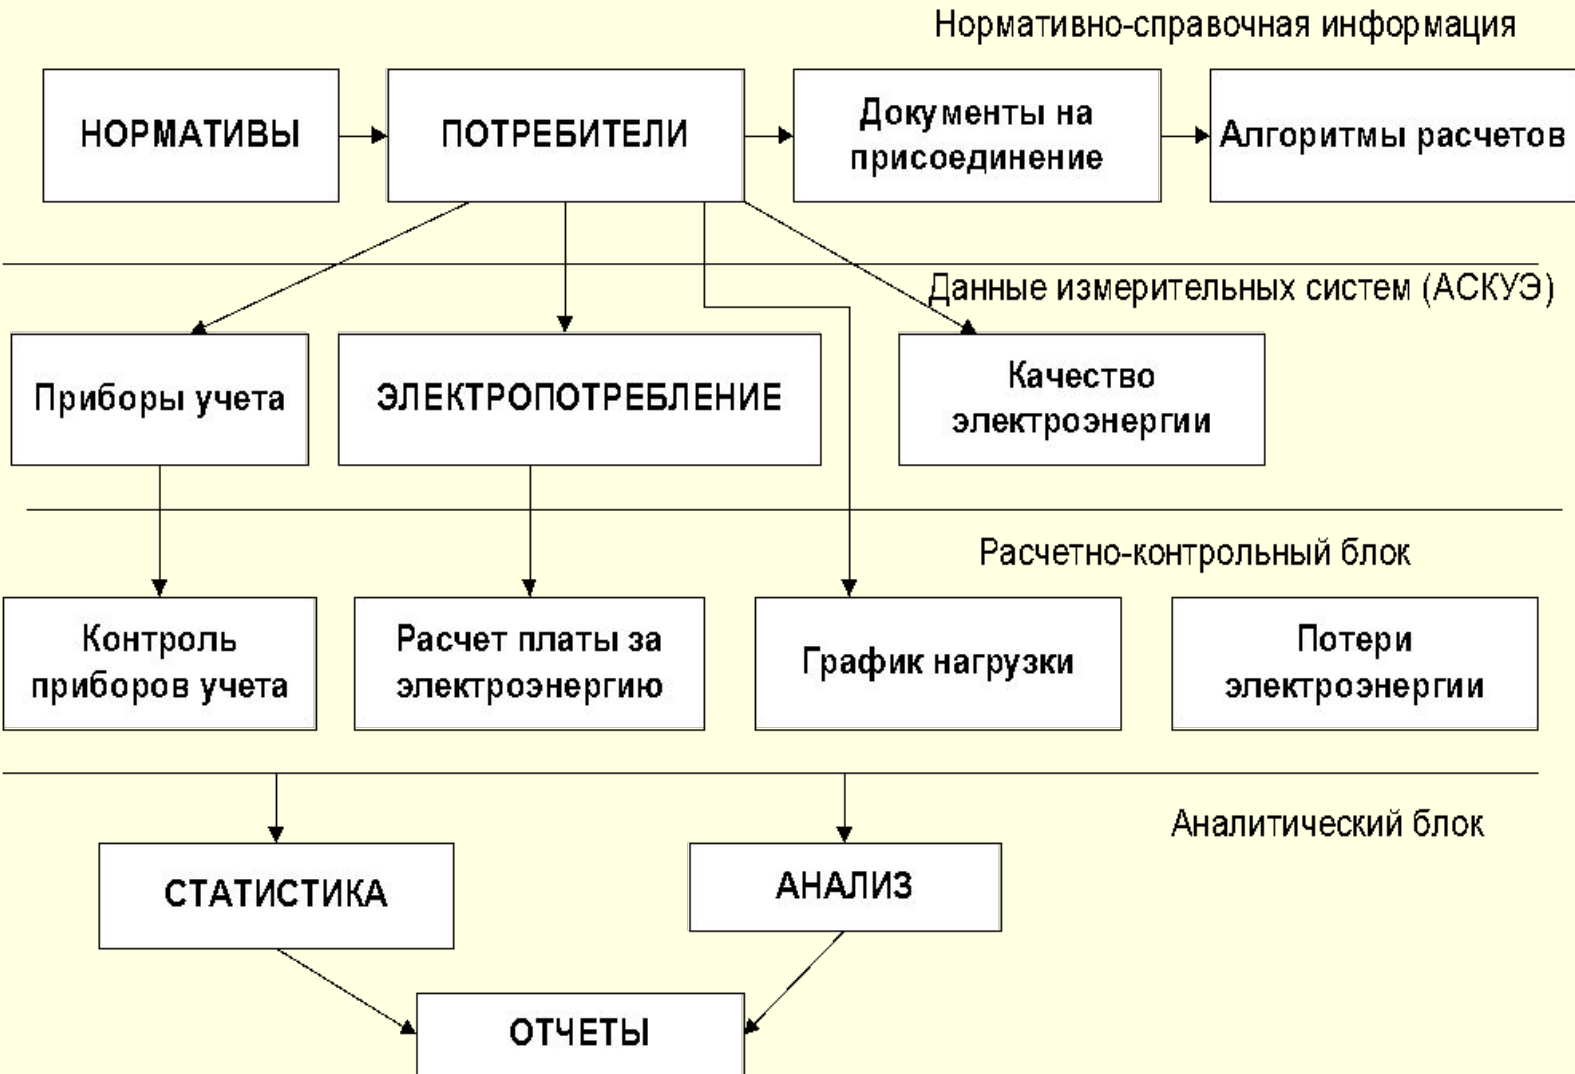 Нормативно-справочная информация
НОРМАТИВЫ
ПОТРЕБИТЕЛИ
Документы на
присоединение
Алгоритмы расчетов
Данные измерительных систем (АСКУЭ)
Приборы учета
ЭЛЕКТРОПОТРЕБЛЕНИЕ
Качество
электроэнергии
Расчетно-контрольный блок
Контроль
приборов учета
Расчет платы за
электроэнергию
График нагрузки
Потери
электроэнергии
Аналитический блок
СТАТИСТИКА
АНАЛИЗ
ОТЧЕТЫ